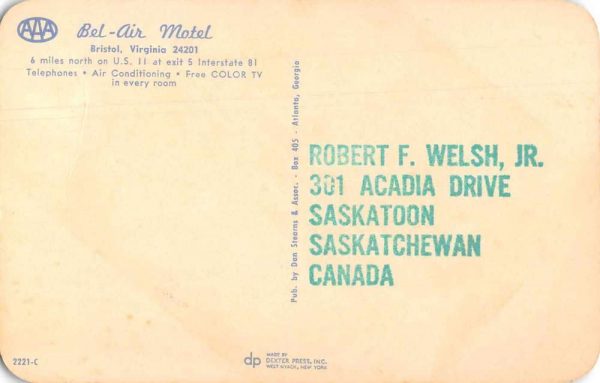 AAA Bel-Air Motel
Bristol, Virginia 24201
6 miles north on U.S. 11 at exit 5 Interstate 81
Telephones • Air Conditioning • Free COLOR TV
in every room
Pub. by Dan Stearns & Assoc. - Box 405 - Atlanta, Georgia
ROBERT F. WELSH, JR.
301 ACADIA DRIVE
SASKATOON
SASKATCHEWAN
CANADA
2221-C
dp MADE BY
DEXTER PRESS, INC.
WEST NYACK, NEW YORK